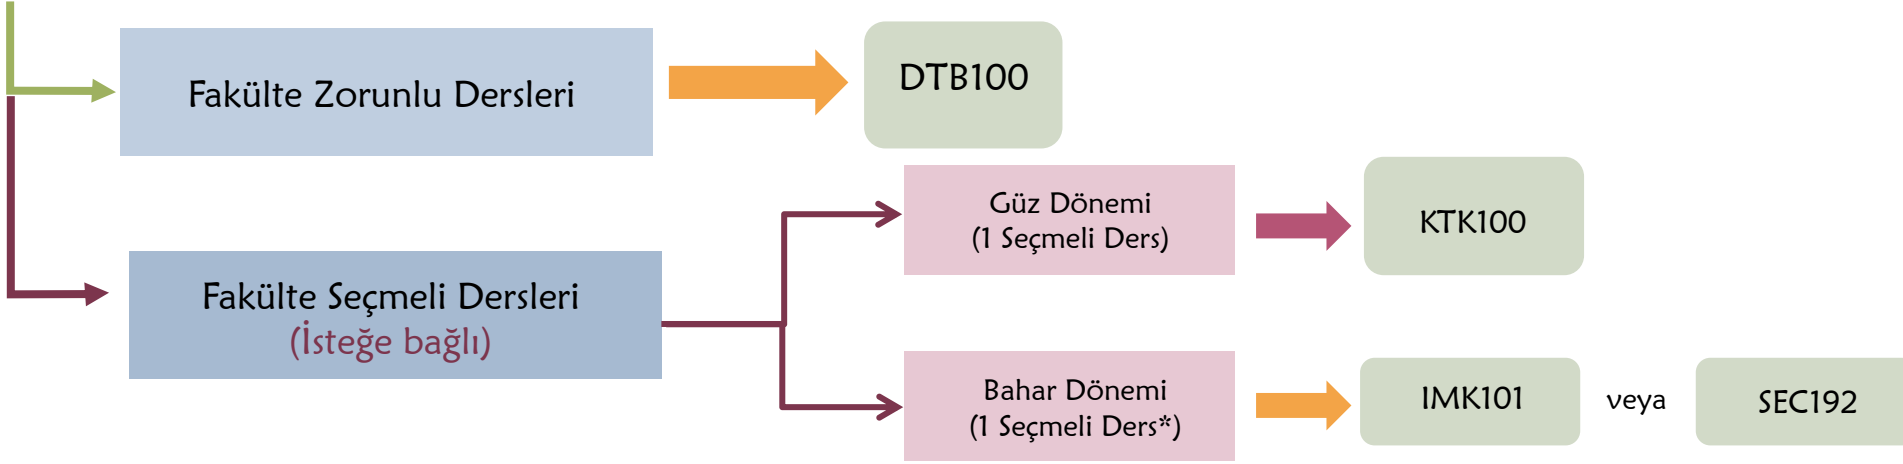 Fakülte Zorunlu Dersleri
DTB100
Fakülte Seçmeli Dersleri
(İsteğe bağlı)
Güz Dönemi
(1 Seçmeli Ders)
KTK100
Bahar Dönemi
(1 Seçmeli Ders*)
IMK101
veya
SEC192